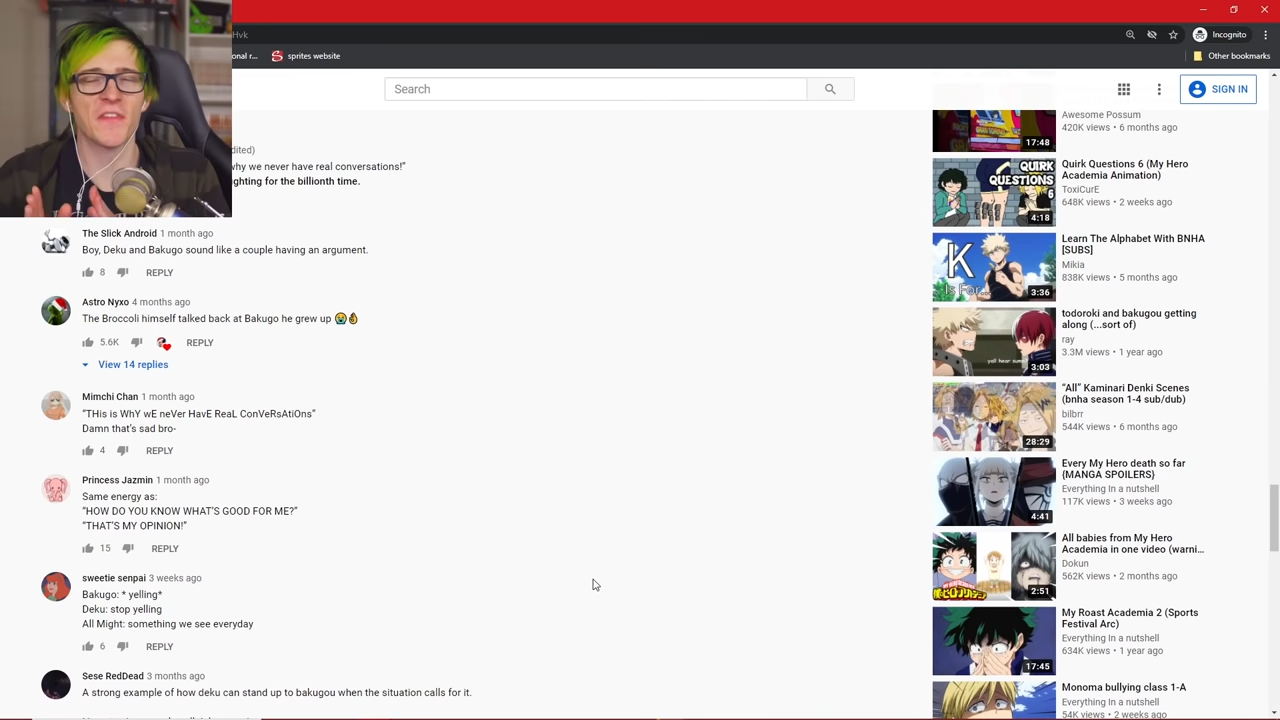 Hvk
Incognito
onal r...
sprites website
Other bookmarks
Search
SIGN IN
dited)
why we never have real conversations!”
ghting for the billionth time.
The Slick Android 1 month ago
Boy, Deku and Bakugo sound like a couple having an argument.
8 REPLY
Astro Nyxo 4 months ago
The Broccoli himself talked back at Bakugo he grew up 😭👌
5.6K REPLY
View 14 replies
Mimchi Chan 1 month ago
“THis is WhY wE neVer HavE ReaL ConVeRsAtiOns”
Damn that’s sad bro-
4 REPLY
Princess Jazmin 1 month ago
Same energy as:
“HOW DO YOU KNOW WHAT’S GOOD FOR ME?”
“THAT’S MY OPINION!”
15 REPLY
sweetie senpai 3 weeks ago
Bakugo: * yelling*
Deku: stop yelling
All Might: something we see everyday
6 REPLY
Sese RedDead 3 months ago
A strong example of how deku can stand up to bakugou when the situation calls for it.
Awesome Possum
420K views • 6 months ago
17:48
QUIRK
QUESTIONS
6
4:18
Quirk Questions 6 (My Hero
Academia Animation)
ToxiCurE
648K views • 2 weeks ago
K
Is For...
3:36
Learn The Alphabet With BNHA
[SUBS]
Mikia
838K views • 5 months ago
yall hear sum?
3:03
todoroki and bakugou getting
along (...sort of)
ray
3.3M views • 1 year ago
28:29
“All” Kaminari Denki Scenes
(bnha season 1-4 sub/dub)
bilbrr
544K views • 6 months ago
4:41
Every My Hero death so far
(MANGA SPOILERS)
Everything In a nutshell
117K views • 3 weeks ago
2:51
All babies from My Hero
Academia in one video (warni...
Dokun
562K views • 2 months ago
17:45
My Roast Academia 2 (Sports
Festival Arc)
Everything In a nutshell
634K views • 1 year ago
Monoma bullying class 1-A
54K views • 2 weeks ago